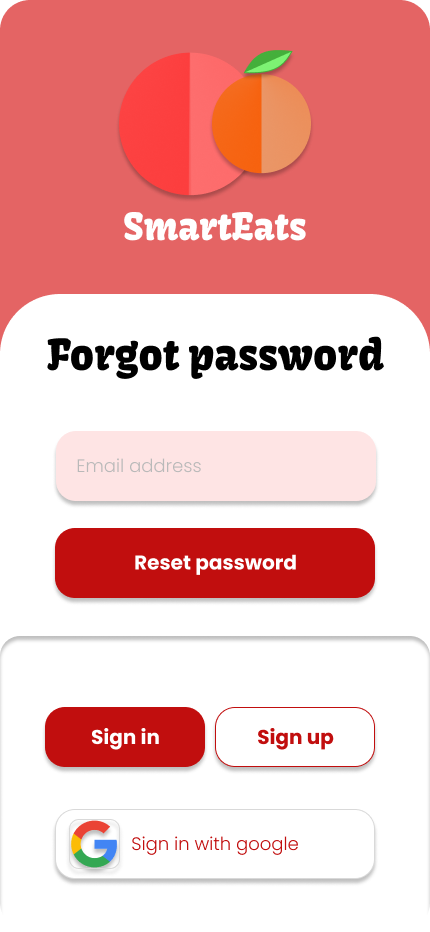 SmartEats
Forgot password
Email address
Reset password
Sign in
Sign up
Sign in with google